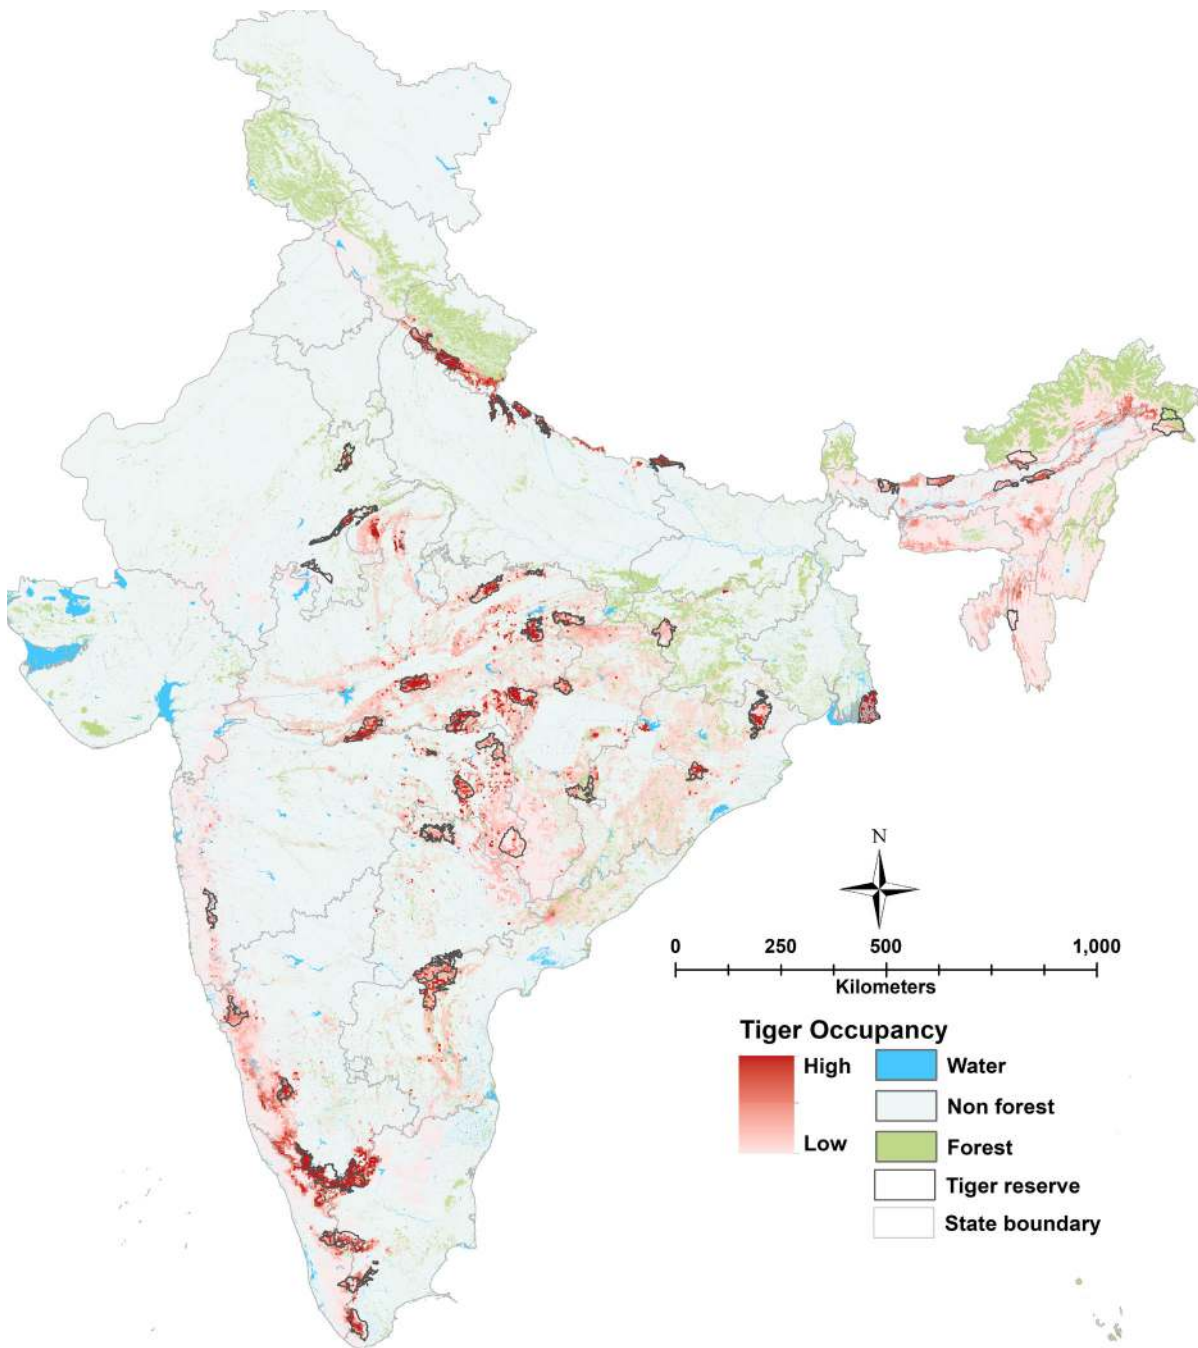 N
0 250 500 1,000
Kilometers
Tiger Occupancy
High
Low
Water
Non forest
Forest
Tiger reserve
State boundary